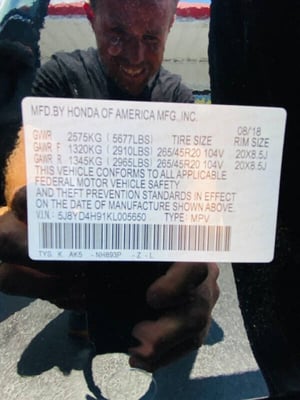 MFD.BY HONDA OF AMERICA MFG.,INC.
08/18
GVWR 2575KG (5677LBS) TIRE SIZE RIM SIZE
GAWR F 1320KG (2910LBS) 265/45R20 104V 20X8.5J
GAWR R 1345KG (2965LBS) 265/45R20 104V 20X8.5J
THIS VEHICLE CONFORMS TO ALL APPLICABLE
FEDERAL MOTOR VEHICLE SAFETY
AND THEFT PREVENTION STANDARDS IN EFFECT
ON THE DATE OF MANUFACTURE SHOWN ABOVE.
V.I.N.: 5J8YD4H91KL005650 TYPE: MPV
TYS K AK5 -NH893P -Z -L